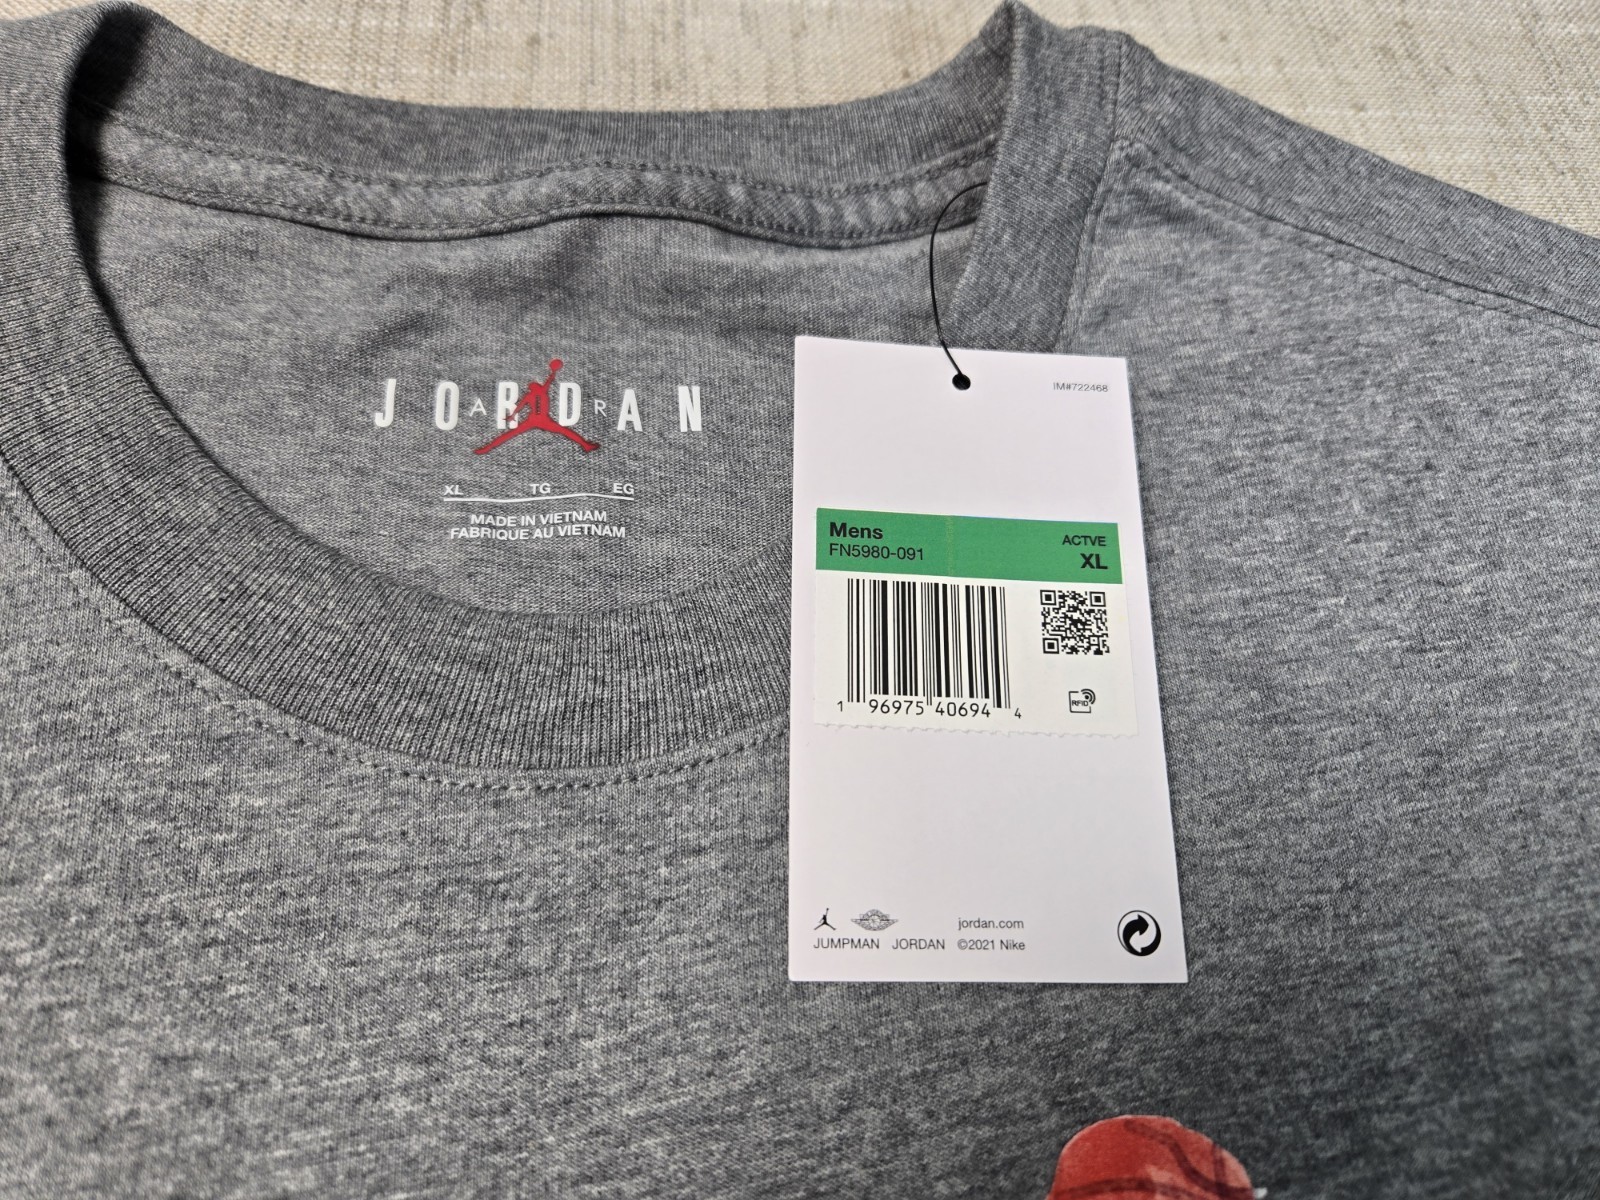 JORDAN
AIR
XL TG EG
MADE IN VIETNAM
FABRIQUE AU VIETNAM
IM#722468
Mens ACTVE
FN5980-091 XL
1 96975 40694 4
RFID
jordan.com
JUMPMAN JORDAN ©2021 Nike